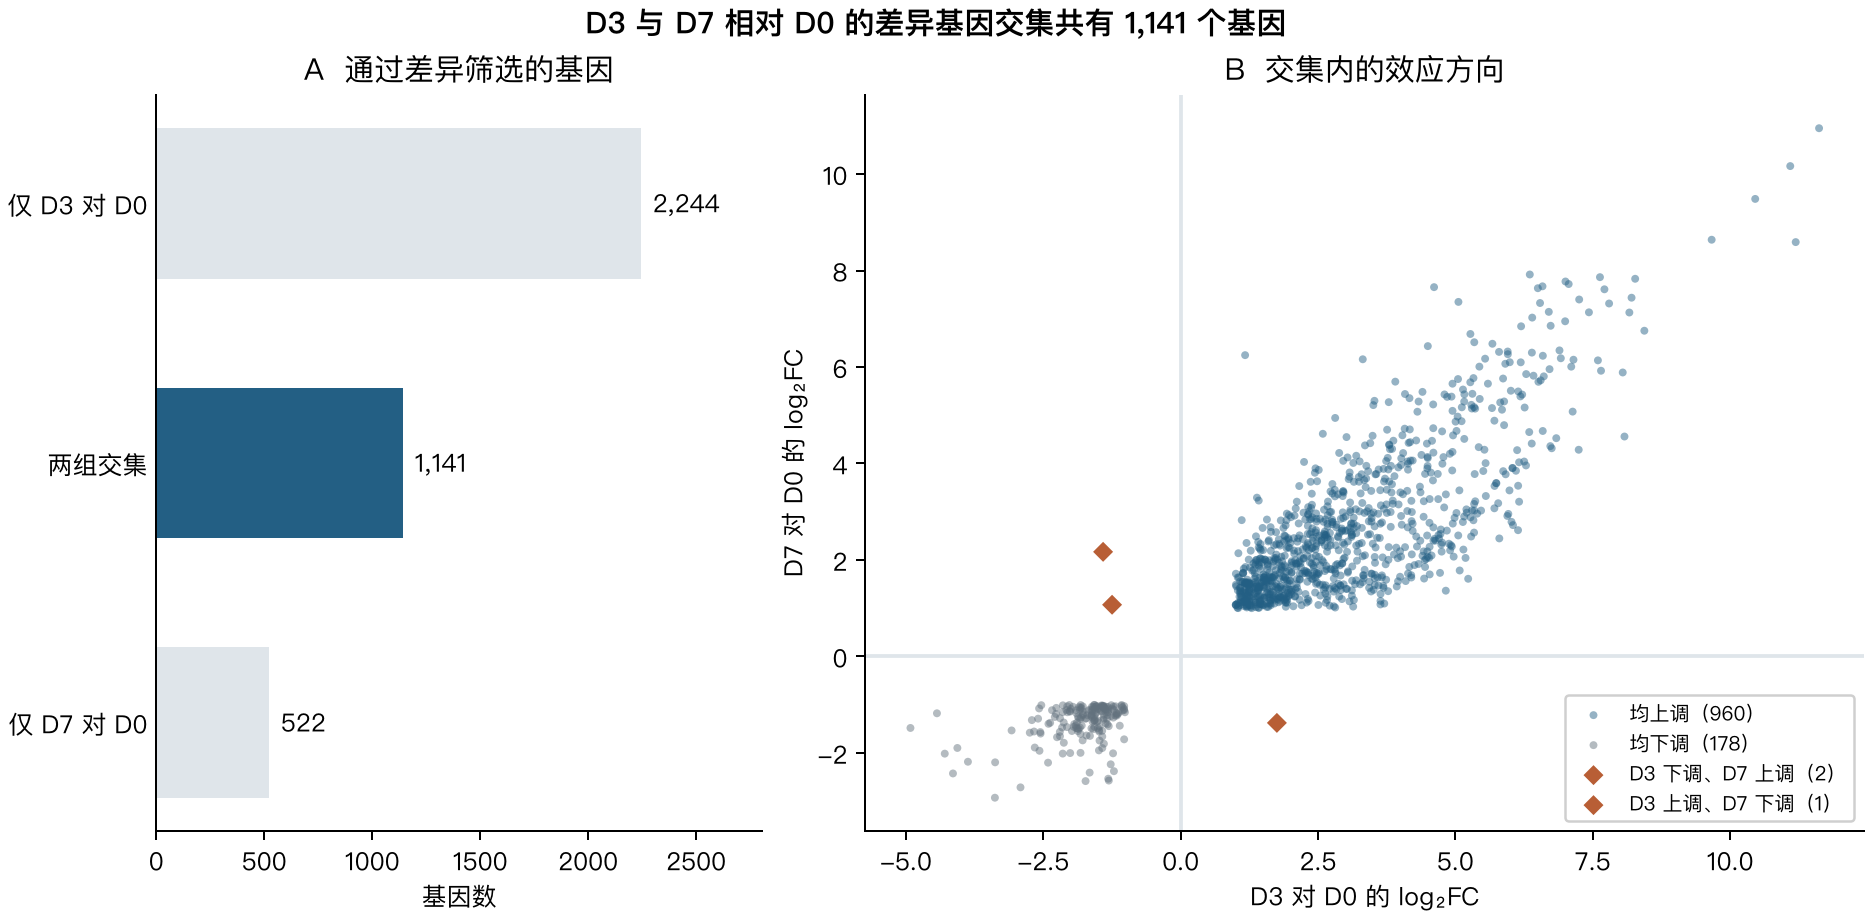 D3 与 D7 相对 D0 的差异基因交集共有 1,141 个基因
A 通过差异筛选的基因
仅 D3 对 D0
2,244
两组交集
1,141
仅 D7 对 D0
522
0 500 1000 1500 2000 2500
基因数
B 交集内的效应方向
D7 对 D0 的 log₂FC
10
8
6
4
2
0
−2
均上调（960）
均下调（178）
D3 下调、D7 上调（2）
D3 上调、D7 下调（1）
−5.0 −2.5 0.0 2.5 5.0 7.5 10.0
D3 对 D0 的 log₂FC